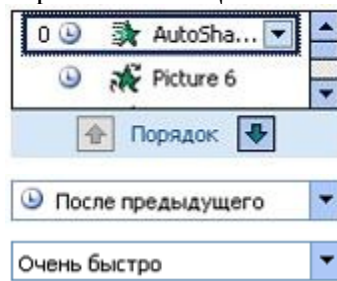 0 AutoSha...
Picture 6
Порядок
После предыдущего
Очень быстро